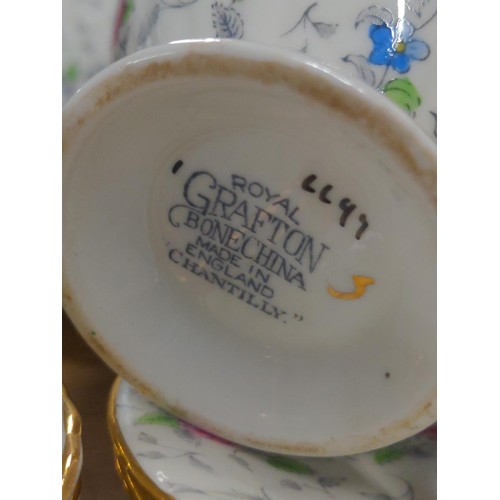 ROYAL
GRAFTON
BONE CHINA
MADE IN
ENGLAND
"CHANTILLY."